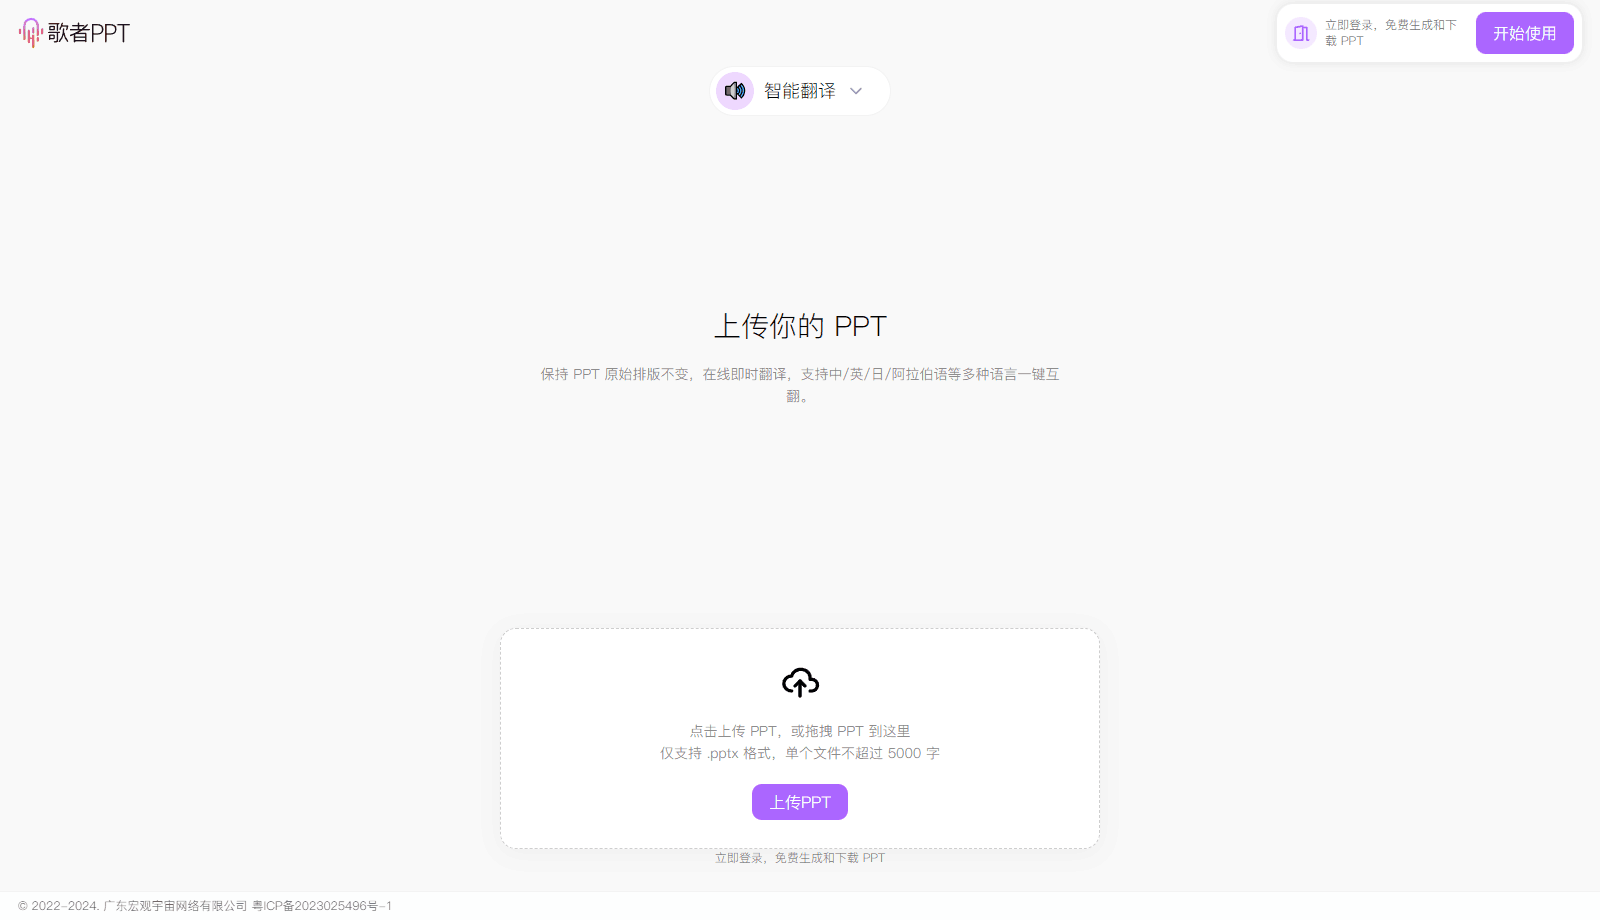 歌者PPT
立即登录，免费生成和下
载 PPT
开始使用
智能翻译
上传你的 PPT
保持 PPT 原始排版不变，在线即时翻译，支持中/英/日/阿拉伯语等多种语言一键互
翻。
点击上传 PPT，或拖拽 PPT 到这里
仅支持 .pptx 格式，单个文件不超过 5000 字
上传PPT
立即登录，免费生成和下载 PPT
© 2022-2024. 广东宏观宇宙网络有限公司 粤ICP备2023025496号-1